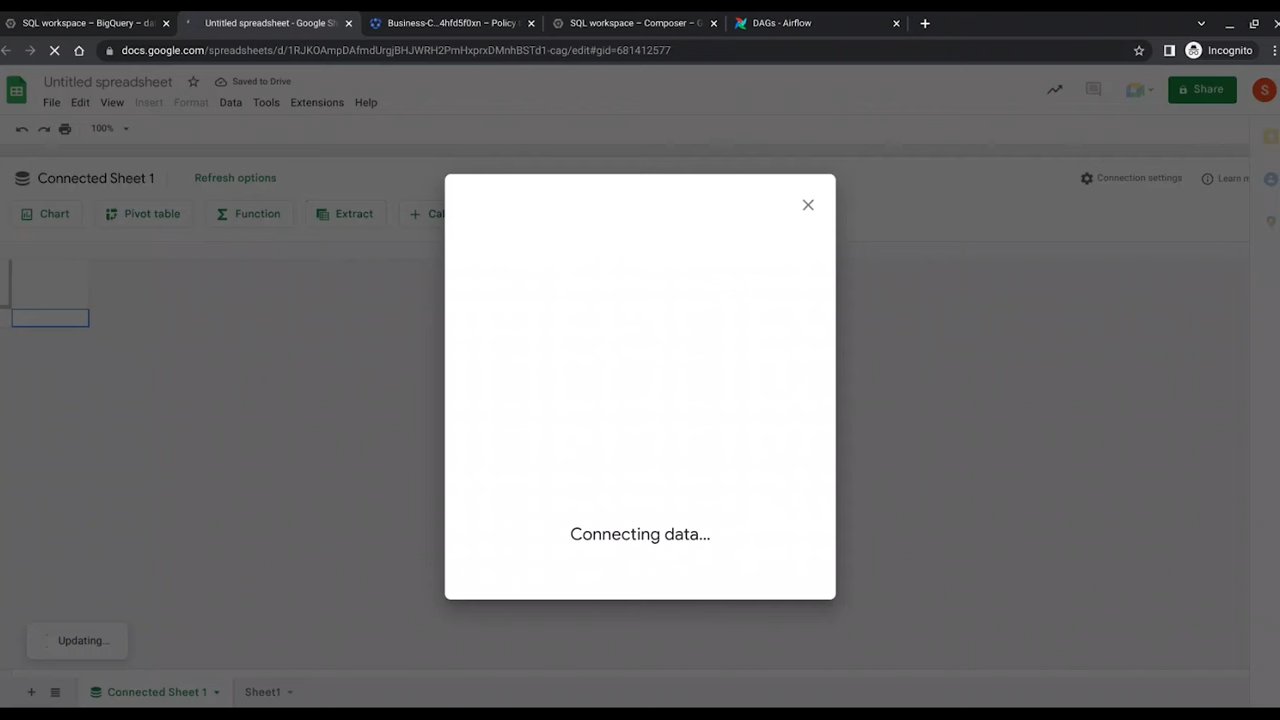 SQL workspace – BigQuery – da
Untitled spreadsheet - Google Sh
Business-C...4hfd5f0xn – Policy
SQL workspace – Composer – G
DAGs - Airflow
docs.google.com/spreadsheets/d/1RJKOAmpDAfmdUrgjBHJWRH2PmHxprxDMnhBSTd1-cag/edit#gid=681412577
Incognito
Untitled spreadsheet
Saved to Drive
File Edit View Insert Format Data Tools Extensions Help
Share
S
100%
Connected Sheet 1
Refresh options
Connection settings
Learn m
Chart
Pivot table
Function
Extract
Cal
Connecting data...
Updating...
Connected Sheet 1
Sheet1